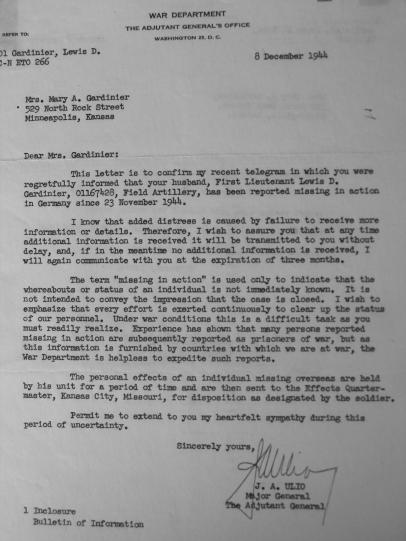 WAR DEPARTMENT
THE ADJUTANT GENERAL'S OFFICE
WASHINGTON 25, D. C.
REFER TO:
01 Gardinier, Lewis D.
C-N ETO 266
8 December 1944
Mrs. Mary A. Gardinier
529 North Rock Street
Minneapolis, Kansas
Dear Mrs. Gardinier:
This letter is to confirm my recent telegram in which you were
regretfully informed that your husband, First Lieutenant Lewis D.
Gardinier, 01167428, Field Artillery, has been reported missing in action
in Germany since 23 November 1944.
I know that added distress is caused by failure to receive more
information or details. Therefore, I wish to assure you that at any time
additional information is received it will be transmitted to you without
delay, and, if in the meantime no additional information is received, I
will again communicate with you at the expiration of three months.
The term "missing in action" is used only to indicate that the
whereabouts or status of an individual is not immediately known. It is
not intended to convey the impression that the case is closed. I wish to
emphasize that every effort is exerted continuously to clear up the status
of our personnel. Under war conditions this is a difficult task as you
must readily realize. Experience has shown that many persons reported
missing in action are subsequently reported as prisoners of war, but as
this information is furnished by countries with which we are at war, the
War Department is helpless to expedite such reports.
The personal effects of an individual missing overseas are held
by his unit for a period of time and are then sent to the Effects Quarter-
master, Kansas City, Missouri, for disposition as designated by the soldier.
Permit me to extend to you my heartfelt sympathy during this
period of uncertainty.
Sincerely yours,
J. A. ULIO
Major General
The Adjutant General
1 Inclosure
Bulletin of Information